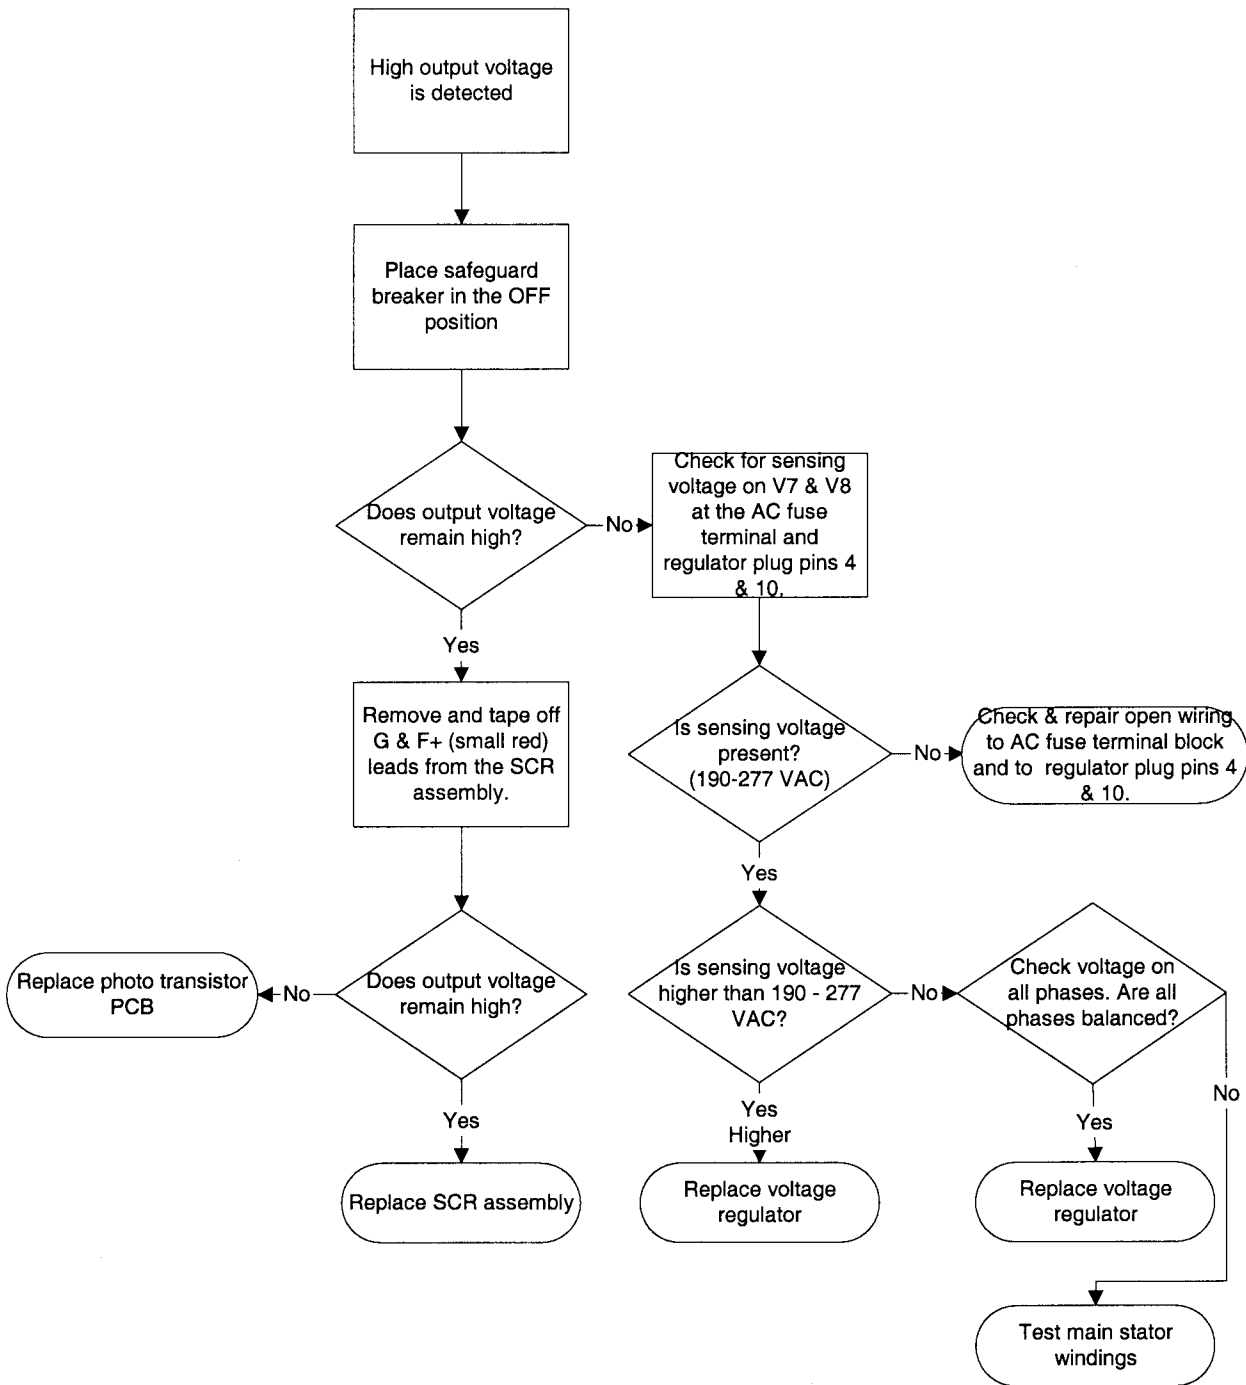 High output voltage
is detected
Place safeguard
breaker in the OFF
position
Does output voltage
remain high?
No
Check for sensing
voltage on V7 & V8
at the AC fuse
terminal and
regulator plug pins 4
& 10.
Yes
Remove and tape off
G & F+ (small red)
leads from the SCR
assembly.
Is sensing voltage
present?
(190-277 VAC)
No
Check & repair open wiring
to AC fuse terminal block
and to regulator plug pins 4
& 10.
Yes
Replace photo transistor
PCB
No
Does output voltage
remain high?
Is sensing voltage
higher than 190 - 277
VAC?
No
Check voltage on
all phases. Are all
phases balanced?
No
Yes
Yes
Higher
Yes
Replace SCR assembly
Replace voltage
regulator
Replace voltage
regulator
Test main stator
windings